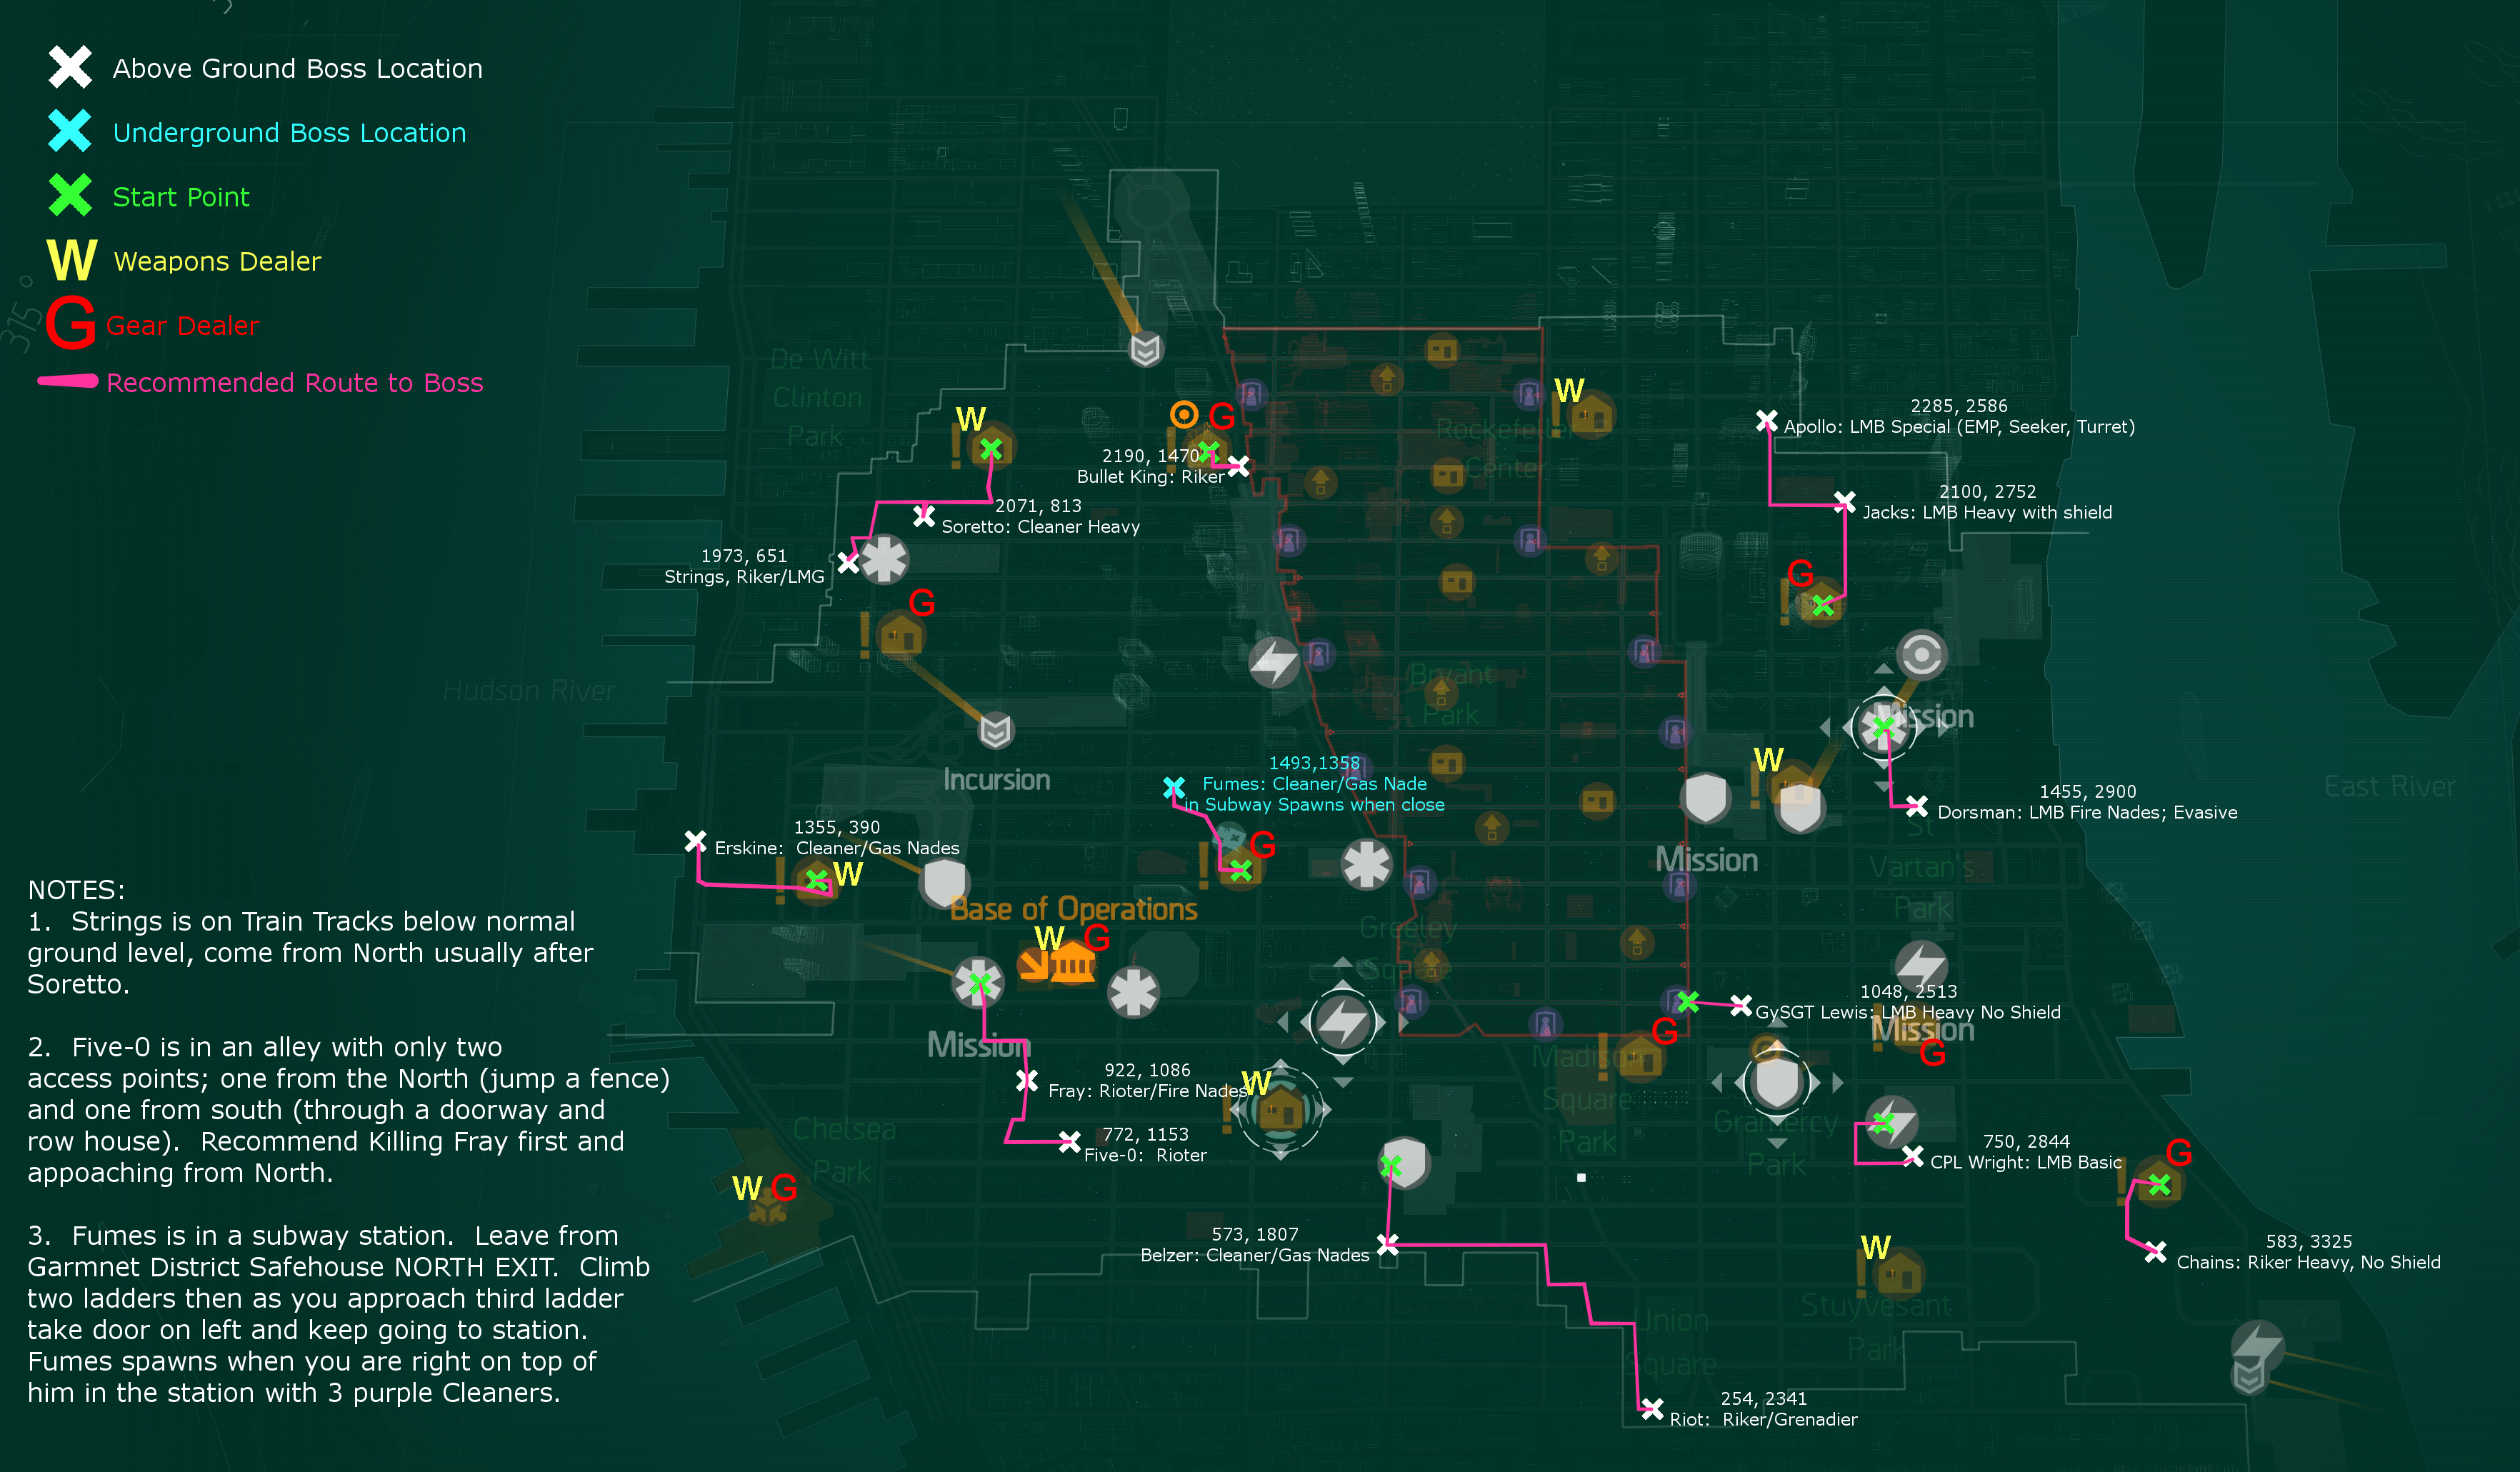 Above Ground Boss Location
Underground Boss Location
Start Point
W Weapons Dealer
G Gear Dealer
Recommended Route to Boss
315°
De Witt
Clinton
Park
W
G
2190, 1470
Bullet King: Riker
W
Rockefeller
Center
2285, 2586
Apollo: LMB Special (EMP, Seeker, Turret)
2071, 813
Soretto: Cleaner Heavy
2100, 2752
Jacks: LMB Heavy with shield
1973, 651
Strings, Riker/LMG
G
G
Hudson River
Bryant
Park
Mission
Incursion
1493,1358
Fumes: Cleaner/Gas Nade
in Subway Spawns when close
W
East River
1455, 2900
Dorsman: LMB Fire Nades; Evasive
1355, 390
Erskine:  Cleaner/Gas Nades
W
G
Mission
St
Vartan's
Park
Base of Operations
W
G
Greeley
Square
Mission
1048, 2513
GySGT Lewis: LMB Heavy No Shield
Mission
G
G
922, 1086
Fray: Rioter/Fire Nades
W
Madison
Square
Park
Gramercy
Park
Chelsea
Park
772, 1153
Five-0:  Rioter
750, 2844
CPL Wright: LMB Basic
G
W G
573, 1807
Belzer: Cleaner/Gas Nades
W
583, 3325
Chains: Riker Heavy, No Shield
Union
Square
Stuyvesant
Park
254, 2341
Riot:  Riker/Grenadier
NOTES:
1.  Strings is on Train Tracks below normal
ground level, come from North usually after
Soretto.
2.  Five-0 is in an alley with only two
access points; one from the North (jump a fence)
and one from south (through a doorway and
row house).  Recommend Killing Fray first and
appoaching from North.
3.  Fumes is in a subway station.  Leave from
Garmnet District Safehouse NORTH EXIT.  Climb
two ladders then as you approach third ladder
take door on left and keep going to station.
Fumes spawns when you are right on top of
him in the station with 3 purple Cleaners.